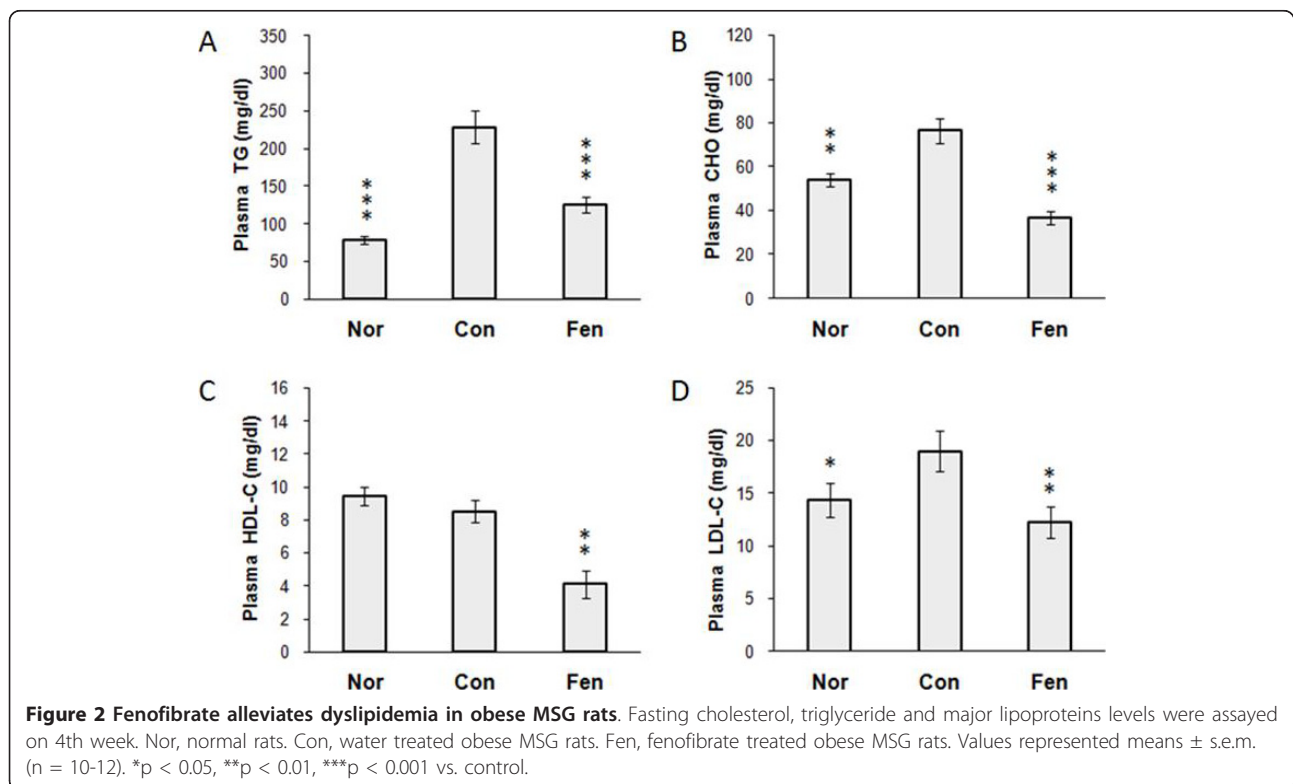 A
Plasma TG (mg/dl)
350
300
250
200
150
100
50
0
***
***
Nor Con Fen
B
Plasma CHO (mg/dl)
120
100
80
60
40
20
0
**
***
Nor Con Fen
C
Plasma HDL-C (mg/dl)
16
14
12
10
8
6
4
2
0
**
Nor Con Fen
D
Plasma LDL-C (mg/dl)
25
20
15
10
5
0
*
**
Nor Con Fen
Figure 2 Fenofibrate alleviates dyslipidemia in obese MSG rats. Fasting cholesterol, triglyceride and major lipoproteins levels were assayed
on 4th week. Nor, normal rats. Con, water treated obese MSG rats. Fen, fenofibrate treated obese MSG rats. Values represented means ± s.e.m.
(n = 10-12). *p < 0.05, **p < 0.01, ***p < 0.001 vs. control.